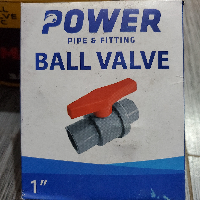 POWER
PIPE & FITTING
BALL VALVE
1"